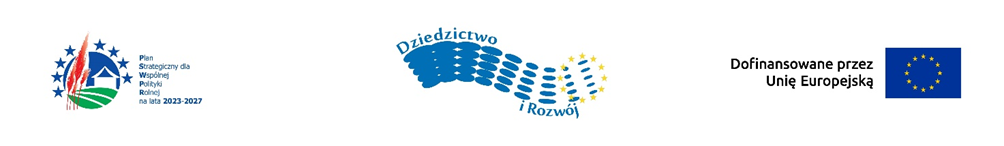 Plan
Strategiczny dla
Wspólnej
Polityki
Rolnej
na lata 2023-2027
Dziedzictwo
i Rozwój
Dofinansowane przez
Unię Europejską